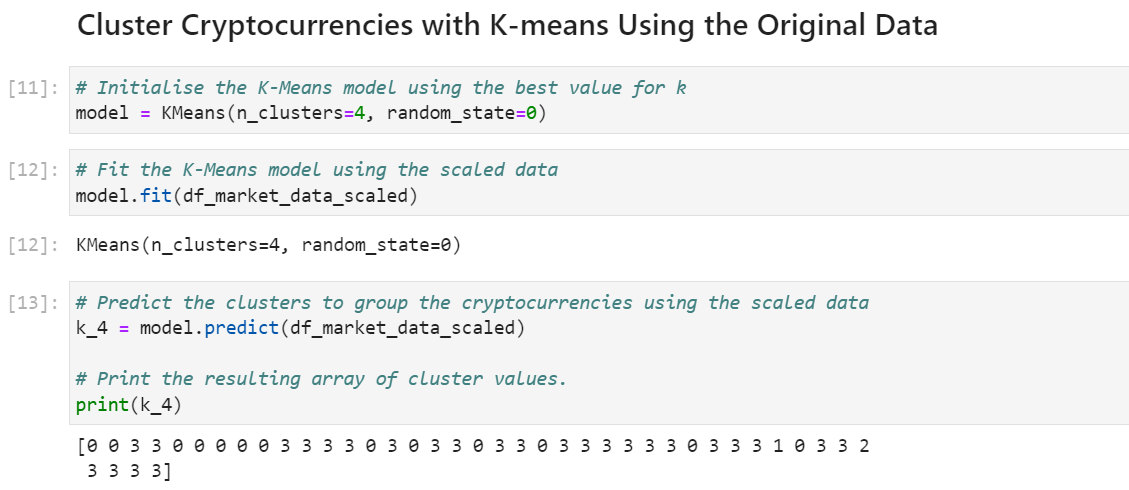 Cluster Cryptocurrencies with K-means Using the Original Data
[11]: # Initialise the K-Means model using the best value for k
model = KMeans(n_clusters=4, random_state=0)
[12]: # Fit the K-Means model using the scaled data
model.fit(df_market_data_scaled)
[12]: KMeans(n_clusters=4, random_state=0)
[13]: # Predict the clusters to group the cryptocurrencies using the scaled data
k_4 = model.predict(df_market_data_scaled)
# Print the resulting array of cluster values.
print(k_4)
[0 0 3 3 0 0 0 0 0 3 3 3 3 0 3 0 3 3 0 3 3 0 3 3 3 3 3 3 0 3 3 3 1 0 3 3 2
3 3 3 3]